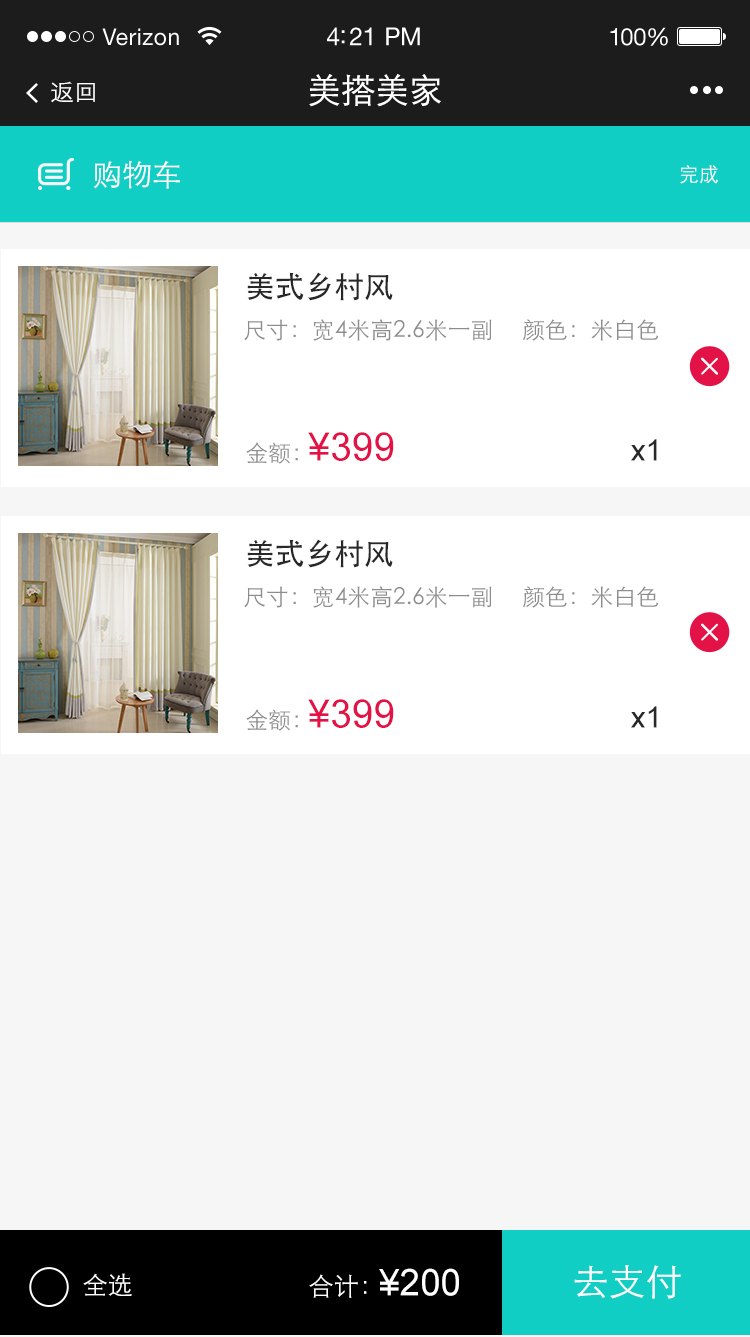 Verizon 4:21 PM 100%
返回 美搭美家
购物车 完成
美式乡村风
尺寸：宽4米高2.6米一副 颜色：米白色
金额：¥399 x1
美式乡村风
尺寸：宽4米高2.6米一副 颜色：米白色
金额：¥399 x1
全选 合计：¥200 去支付